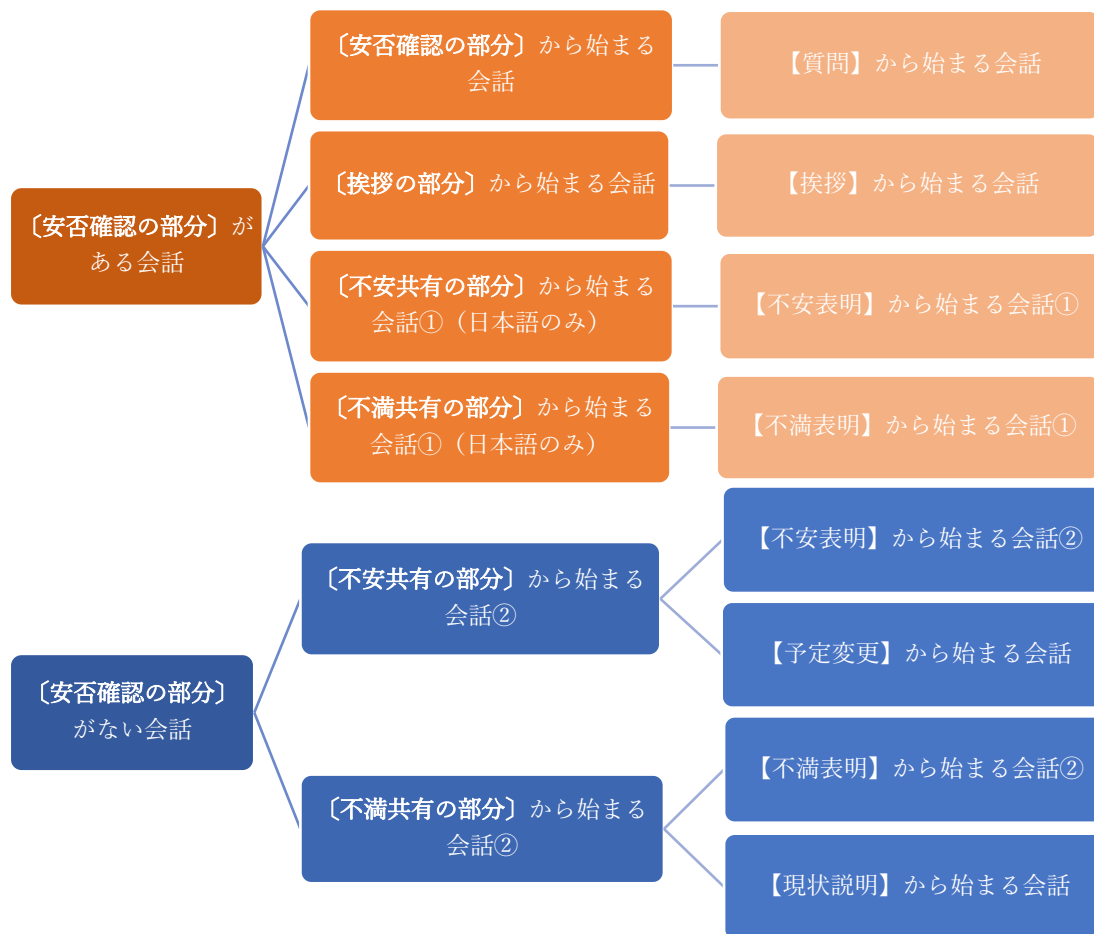 〔安否確認の部分〕が
ある会話
〔安否確認の部分〕から始まる
会話
【質問】から始まる会話
〔挨拶の部分〕から始まる会話
【挨拶】から始まる会話
〔不安共有の部分〕から始まる
会話①（日本語のみ）
【不安表明】から始まる会話①
〔不満共有の部分〕から始まる
会話①（日本語のみ）
【不満表明】から始まる会話①
〔安否確認の部分〕
がない会話
〔不安共有の部分〕から始まる
会話②
【不安表明】から始まる会話②
【予定変更】から始まる会話
〔不満共有の部分〕から始まる
会話②
【不満表明】から始まる会話②
【現状説明】から始まる会話